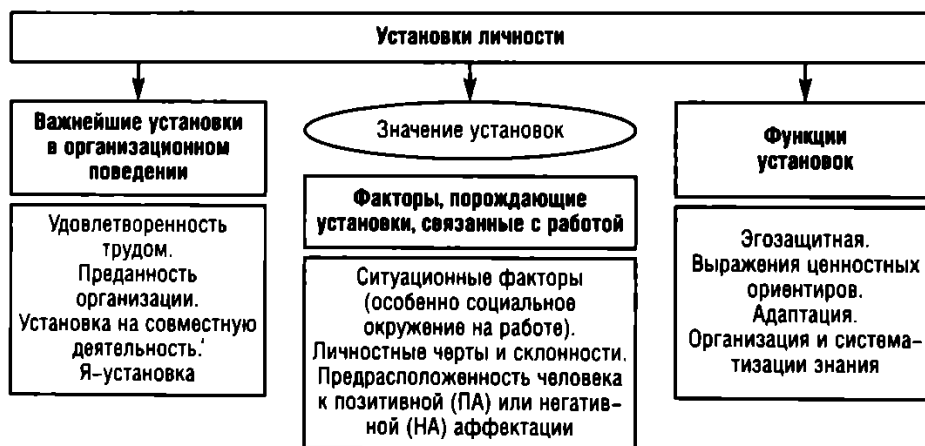 Установки личности
Важнейшие установки
в организационном
поведении
Удовлетворенность
трудом.
Преданность
организации.
Установка на совместную
деятельность.
Я-установка
Значение установок
Факторы, порождающие
установки, связанные с работой
Ситуационные факторы
(особенно социальное
окружение на работе).
Личностные черты и склонности.
Предрасположенность человека
к позитивной (ПА) или негатив-
ной (НА) аффектации
Функции
установок
Эгозащитная.
Выражения ценностных
ориентиров.
Адаптация.
Организация и система-
тизации знания